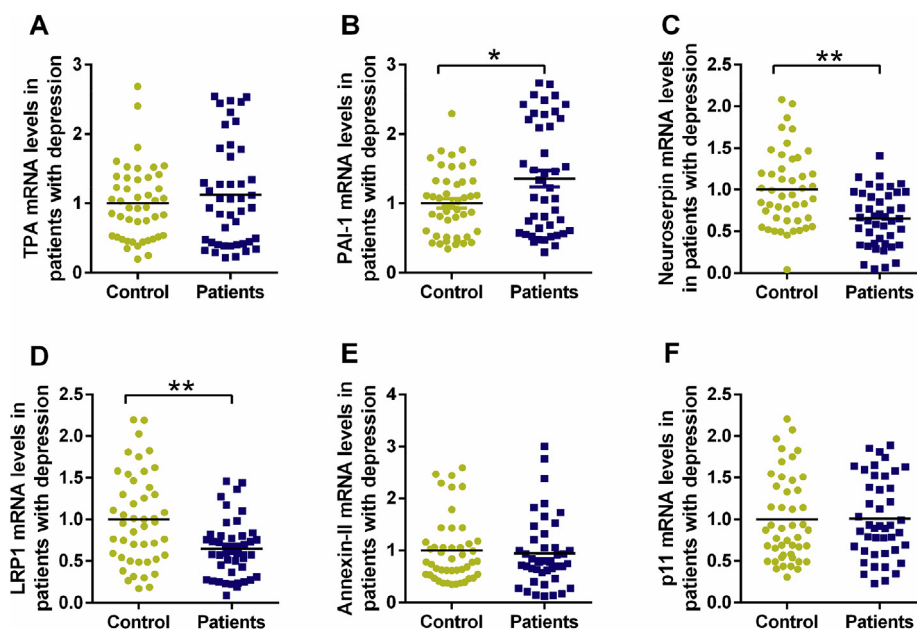 A
TPA mRNA levels in
patients with depression
3
2
1
0
Control
Patients
B
PAI-1 mRNA levels in
patients with depression
3
2
1
0
*
Control
Patients
C
Neuroserpin mRNA levels
in patients with depression
2.5
2.0
1.5
1.0
0.5
0.0
**
Control
Patients
D
LRP1 mRNA levels in
patients with depression
2.5
2.0
1.5
1.0
0.5
0.0
**
Control
Patients
E
Annexin-II mRNA levels in
patients with depression
4
3
2
1
0
Control
Patients
F
p11 mRNA levels in
patients with depression
2.5
2.0
1.5
1.0
0.5
0.0
Control
Patients